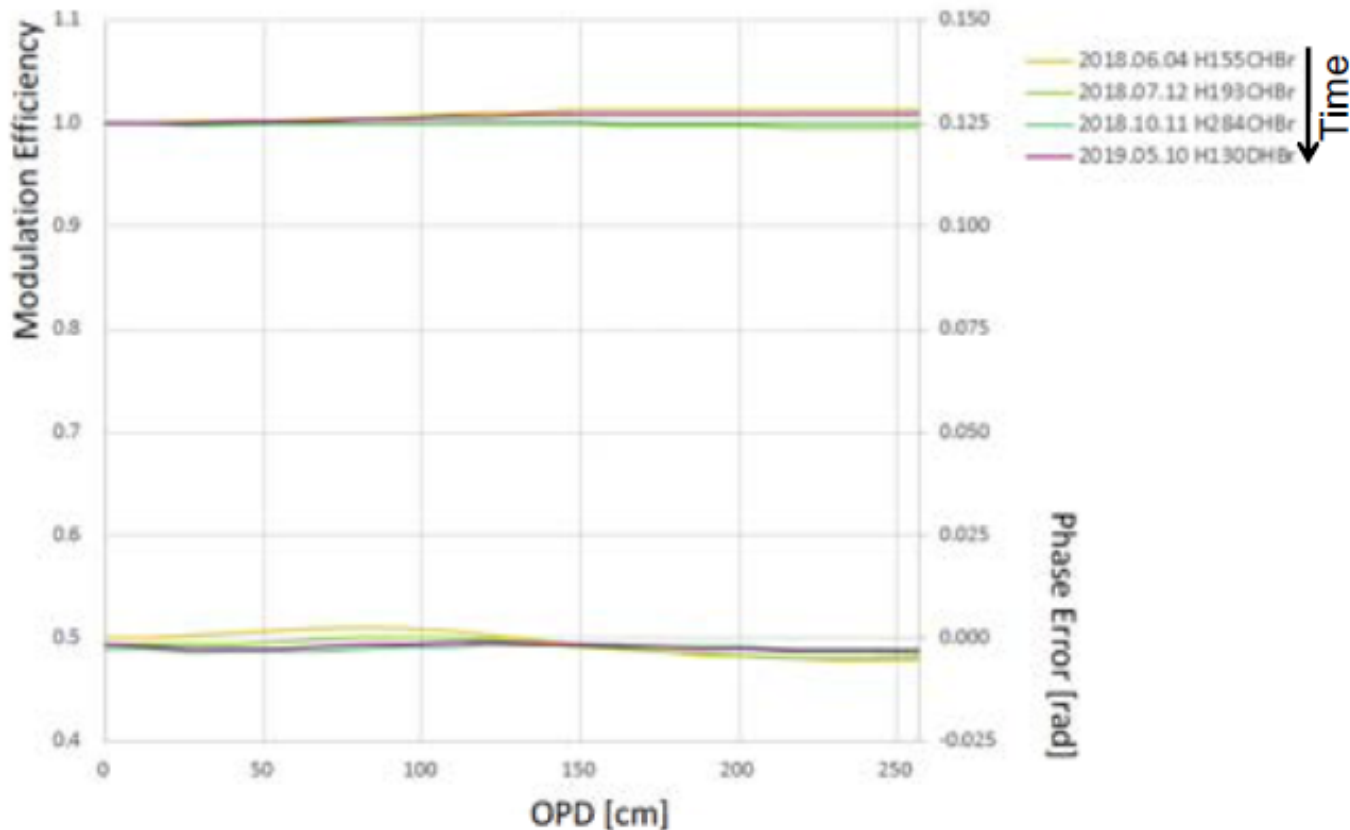 Modulation Efficiency
1.1
1.0
0.9
0.8
0.7
0.6
0.5
0.4
0
50
100
150
200
250
OPD [cm]
0.150
0.125
0.100
0.075
0.050
0.025
0.000
-0.025
Phase Error [rad]
2018.06.04 H155CHBr
2018.07.12 H193CHBr
2018.10.11 H284CHBr
2019.05.10 H130DHBr
Time